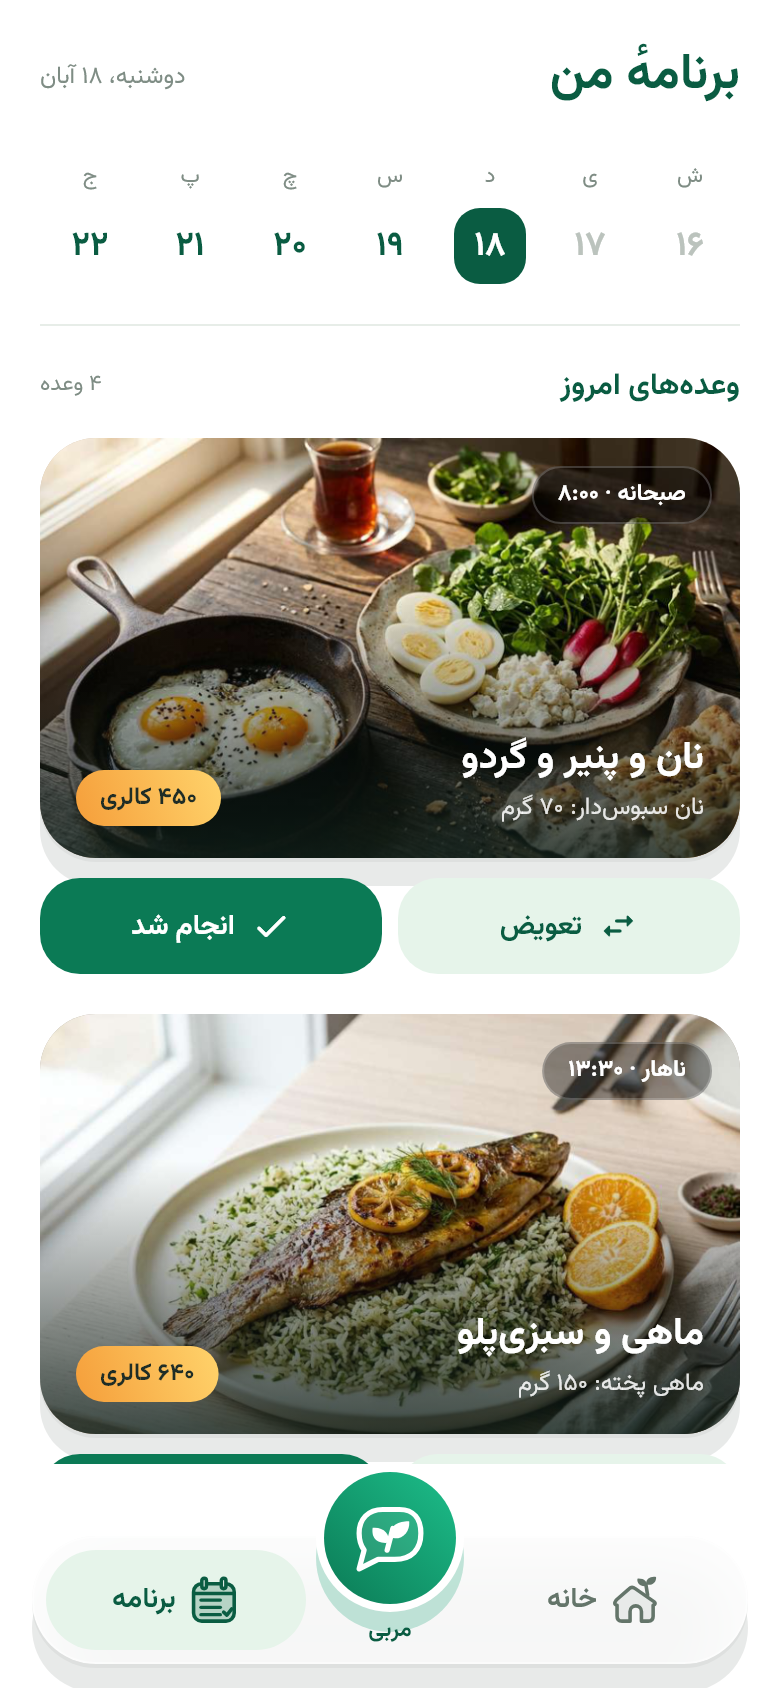 برنامهٔ من
دوشنبه، ۱۸ آبان
ش ی د س چ پ ج
۱۶ ۱۷ ۱۸ ۱۹ ۲۰ ۲۱ ۲۲
وعده‌های امروز
۴ وعده
صبحانه · ۸:۰۰
نان و پنیر و گردو
نان سبوس‌دار: ۷۰ گرم
۴۵۰ کالری
تعویض
انجام شد
ناهار · ۱۳:۳۰
ماهی و سبزی‌پلو
ماهی پخته: ۱۵۰ گرم
۶۴۰ کالری
خانه
مربی
برنامه